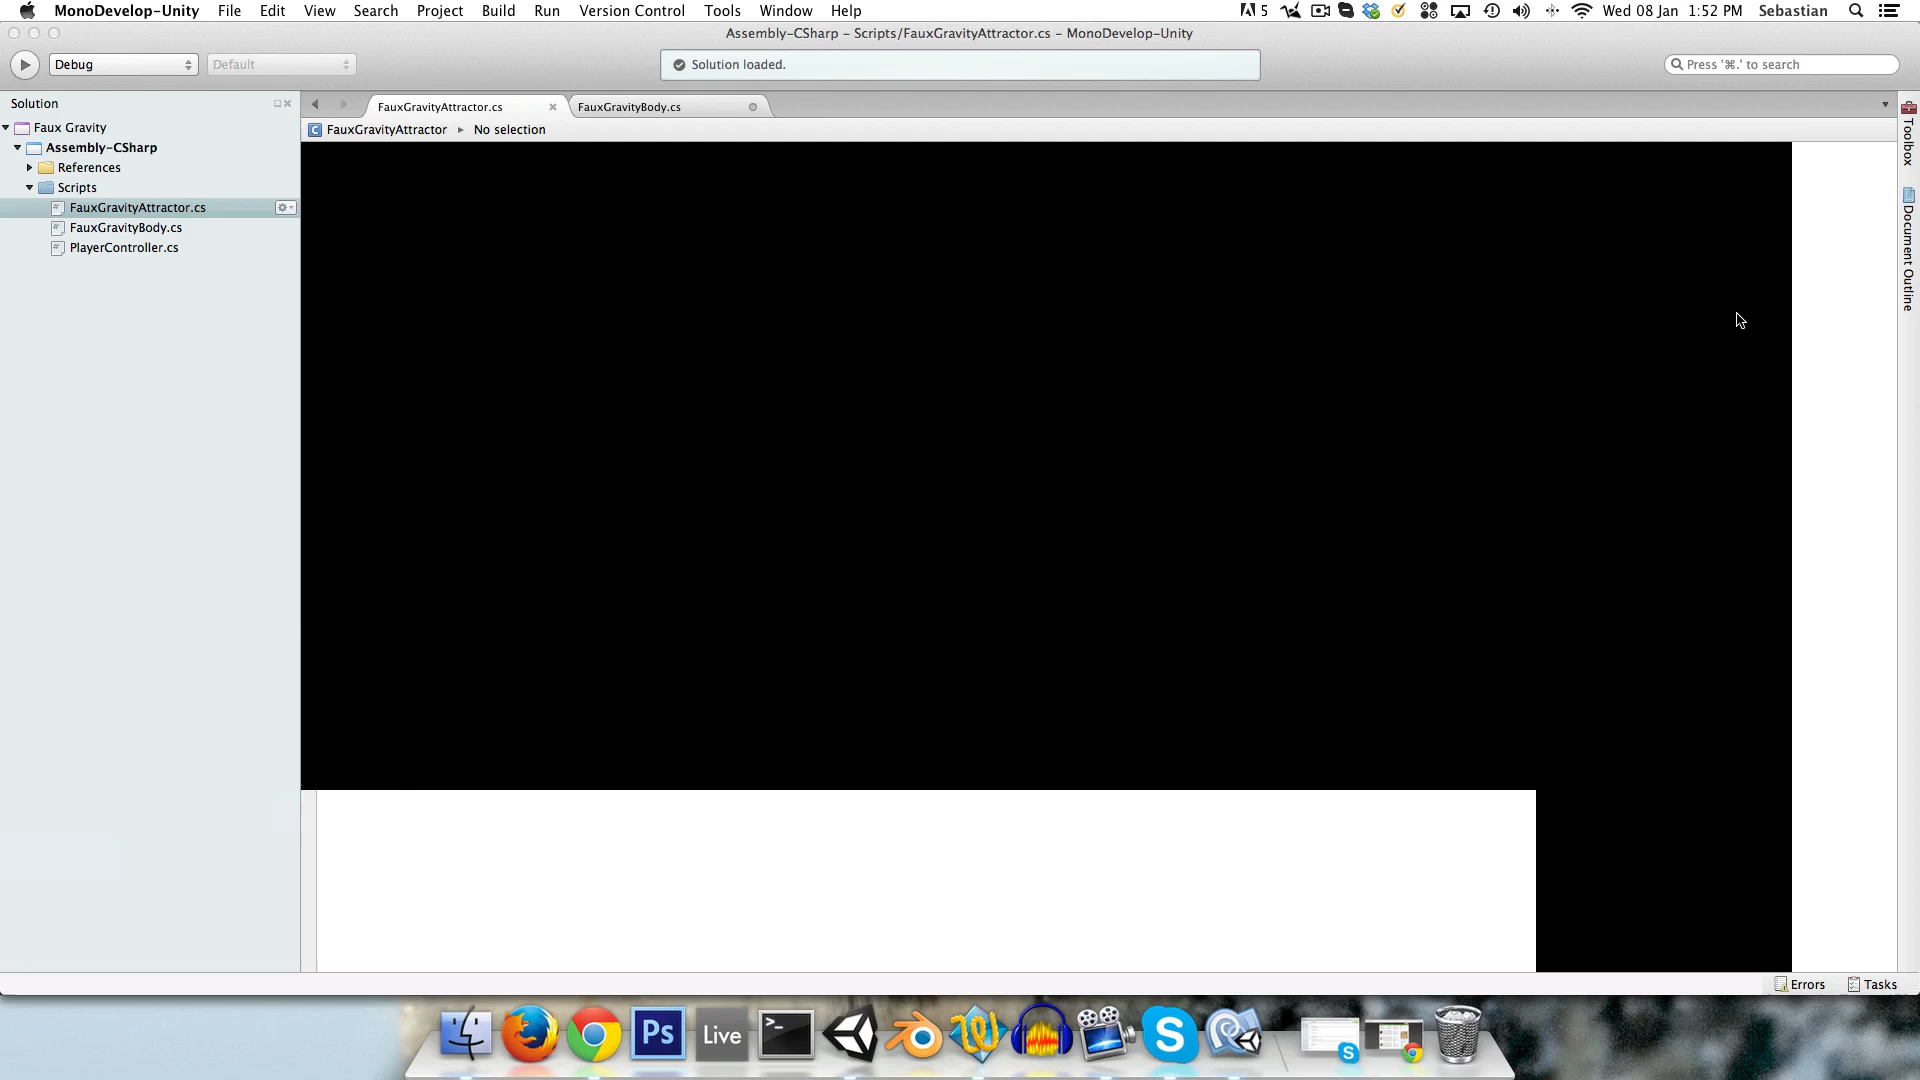 MonoDevelop-Unity File Edit View Search Project Build Run Version Control Tools Window Help
5 Wed 08 Jan 1:52 PM Sebastian
Assembly-CSharp – Scripts/FauxGravityAttractor.cs – MonoDevelop-Unity
Debug Default Solution loaded. Press '⌘.' to search
Solution
FauxGravityAttractor.cs FauxGravityBody.cs
FauxGravityAttractor ▸ No selection
Faux Gravity
Assembly-CSharp
References
Scripts
FauxGravityAttractor.cs
FauxGravityBody.cs
PlayerController.cs
Toolbox
Document Outline
Errors Tasks
Ps
Live
S
S